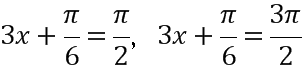 3x + π/6 = π/2, 3x + π/6 = 3π/2